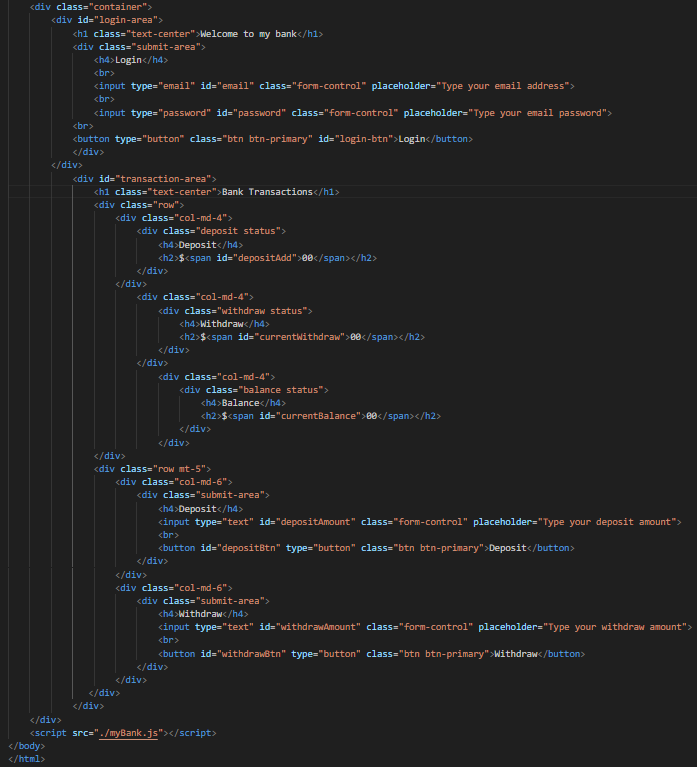 <div class="container">
<div id="login-area">
<h1 class="text-center">Welcome to my bank</h1>
<div class="submit-area">
<h4>Login</h4>
<br>
<input type="email" id="email" class="form-control" placeholder="Type your email address">
<br>
<input type="password" id="password" class="form-control" placeholder="Type your email password">
<br>
<button type="button" class="btn btn-primary" id="login-btn">Login</button>
</div>
</div>
<div id="transaction-area">
<h1 class="text-center">Bank Transactions</h1>
<div class="row">
<div class="col-md-4">
<div class="deposit status">
<h4>Deposit</h4>
<h2>$<span id="depositAdd">00</span></h2>
</div>
</div>
<div class="col-md-4">
<div class="withdraw status">
<h4>Withdraw</h4>
<h2>$<span id="currentWithdraw">00</span></h2>
</div>
</div>
<div class="col-md-4">
<div class="balance status">
<h4>Balance</h4>
<h2>$<span id="currentBalance">00</span></h2>
</div>
</div>
</div>
<div class="row mt-5">
<div class="col-md-6">
<div class="submit-area">
<h4>Deposit</h4>
<input type="text" id="depositAmount" class="form-control" placeholder="Type your deposit amount">
<br>
<button id="depositBtn" type="button" class="btn btn-primary">Deposit</button>
</div>
</div>
<div class="col-md-6">
<div class="submit-area">
<h4>Withdraw</h4>
<input type="text" id="withdrawAmount" class="form-control" placeholder="Type your withdraw amount">
<br>
<button id="withdrawBtn" type="button" class="btn btn-primary">Withdraw</button>
</div>
</div>
</div>
</div>
</div>
<script src="./myBank.js"></script>
</body>
</html>